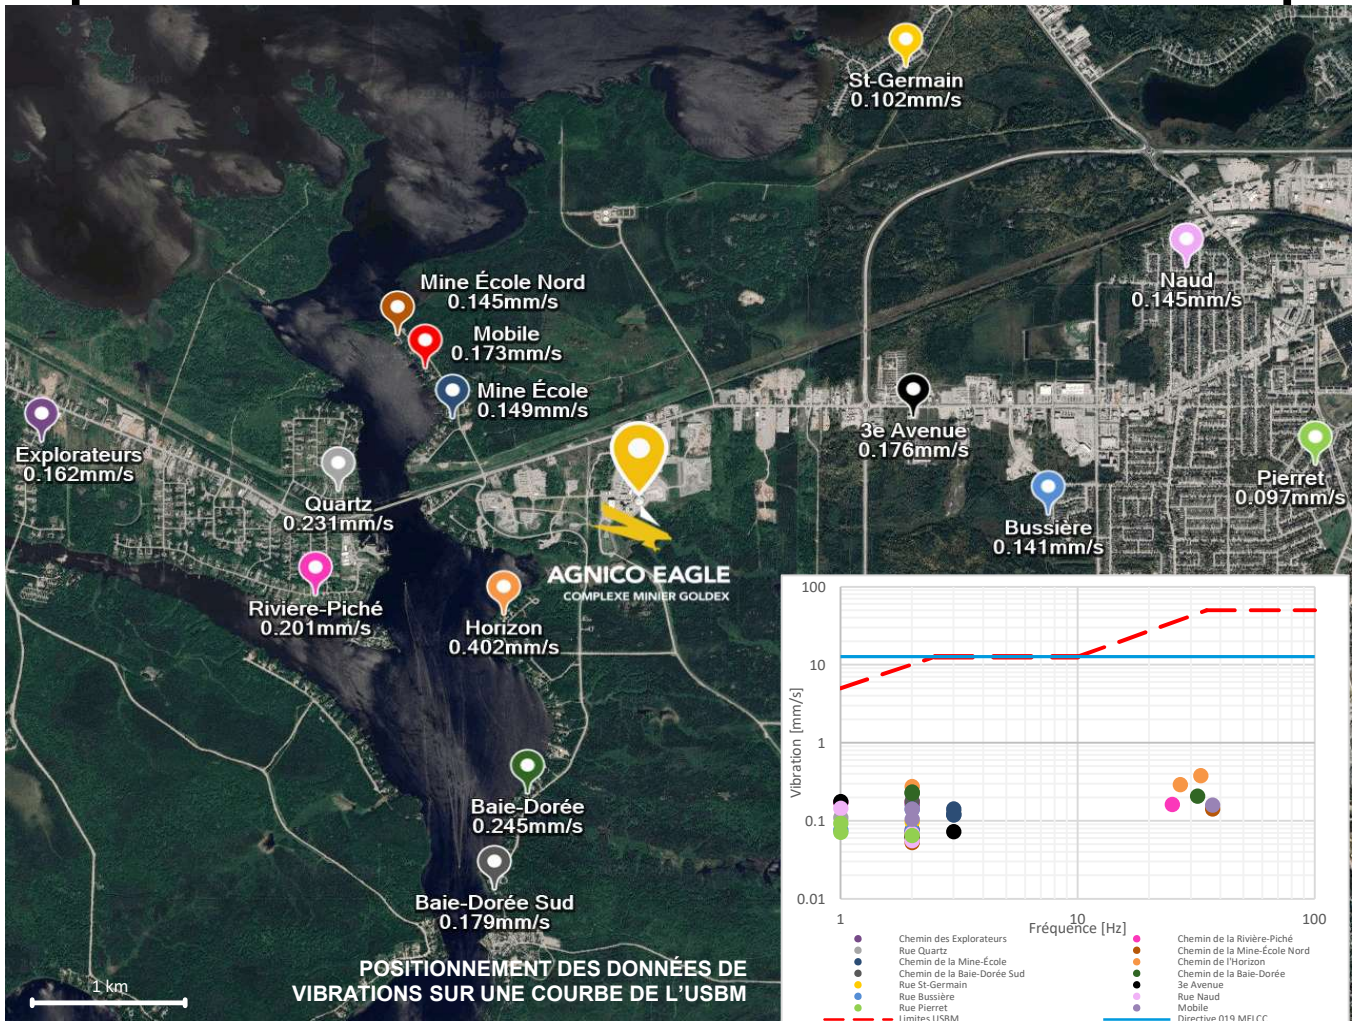 St-Germain
0.102mm/s
Naud
0.145mm/s
Mine École Nord
0.145mm/s
Mobile
0.173mm/s
Mine École
0.149mm/s
Explorateurs
0.162mm/s
Quartz
0.231mm/s
3e Avenue
0.176mm/s
Pierret
0.097mm/s
Bussière
0.141mm/s
AGNICO EAGLE
COMPLEXE MINIER GOLDEX
Riviere-Piché
0.201mm/s
Horizon
0.402mm/s
Baie-Dorée
0.245mm/s
Baie-Dorée Sud
0.179mm/s
POSITIONNEMENT DES DONNÉES DE
VIBRATIONS SUR UNE COURBE DE L'USBM
1 km
Vibration [mm/s]
100
10
1
0.1
0.01
1 10 100
Fréquence [Hz]
Chemin des Explorateurs Chemin de la Rivière-Piché
Rue Quartz Chemin de la Mine-École Nord
Chemin de la Mine-École Chemin de l'Horizon
Chemin de la Baie-Dorée Sud Chemin de la Baie-Dorée
Rue St-Germain 3e Avenue
Rue Bussière Rue Naud
Rue Pierret Mobile
Limites USBM Directive 019 MELCC